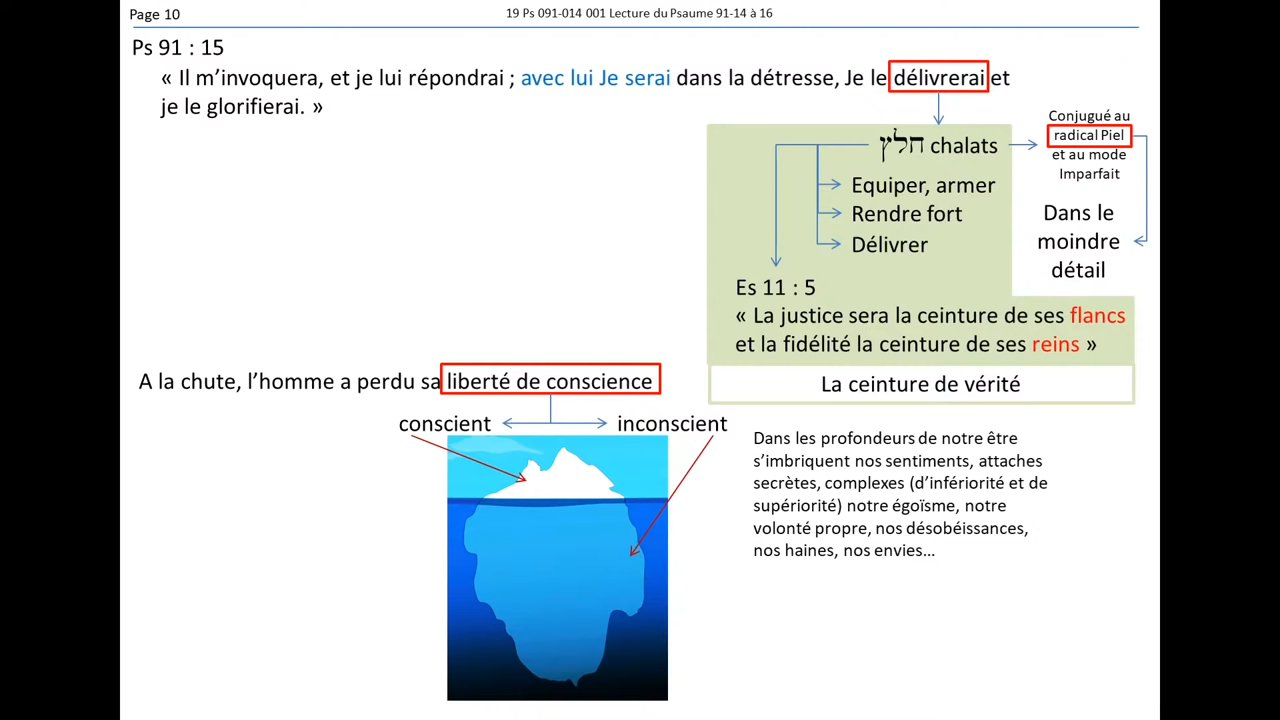 Page 10
19 Ps 091-014 001 Lecture du Psaume 91-14 à 16
Ps 91 : 15
« Il m’invoquera, et je lui répondrai ; avec lui Je serai dans la détresse, Je le délivrerai et
je le glorifierai. »
Conjugué au
radical Piel
et au mode
Imparfait
חלץ chalats
Equiper, armer
Rendre fort
Délivrer
Dans le
moindre
détail
Es 11 : 5
« La justice sera la ceinture de ses flancs
et la fidélité la ceinture de ses reins »
La ceinture de vérité
A la chute, l’homme a perdu sa liberté de conscience
conscient
inconscient
Dans les profondeurs de notre être
s’imbriquent nos sentiments, attaches
secrètes, complexes (d’infériorité et de
supériorité) notre égoïsme, notre
volonté propre, nos désobéissances,
nos haines, nos envies…